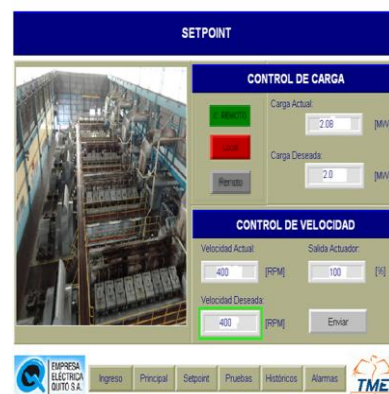 SETPOINT
CONTROL DE CARGA
C. REMOTO
Local
Remoto
Carga Actual:
2.08 [MW
Carga Deseada:
2.0 [MW
CONTROL DE VELOCIDAD
Velocidad Actual: Salida Actuador:
400 [RPM] 100 [%]
Velocidad Deseada:
400 [RPM] Enviar
EMPRESA
ELÉCTRICA
QUITO S.A.
Ingreso Principal Setpoint Pruebas Históricos Alarmas
TME